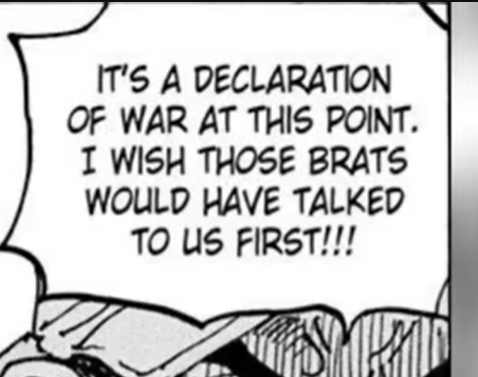 IT'S A DECLARATION
OF WAR AT THIS POINT.
I WISH THOSE BRATS
WOULD HAVE TALKED
TO US FIRST!!!